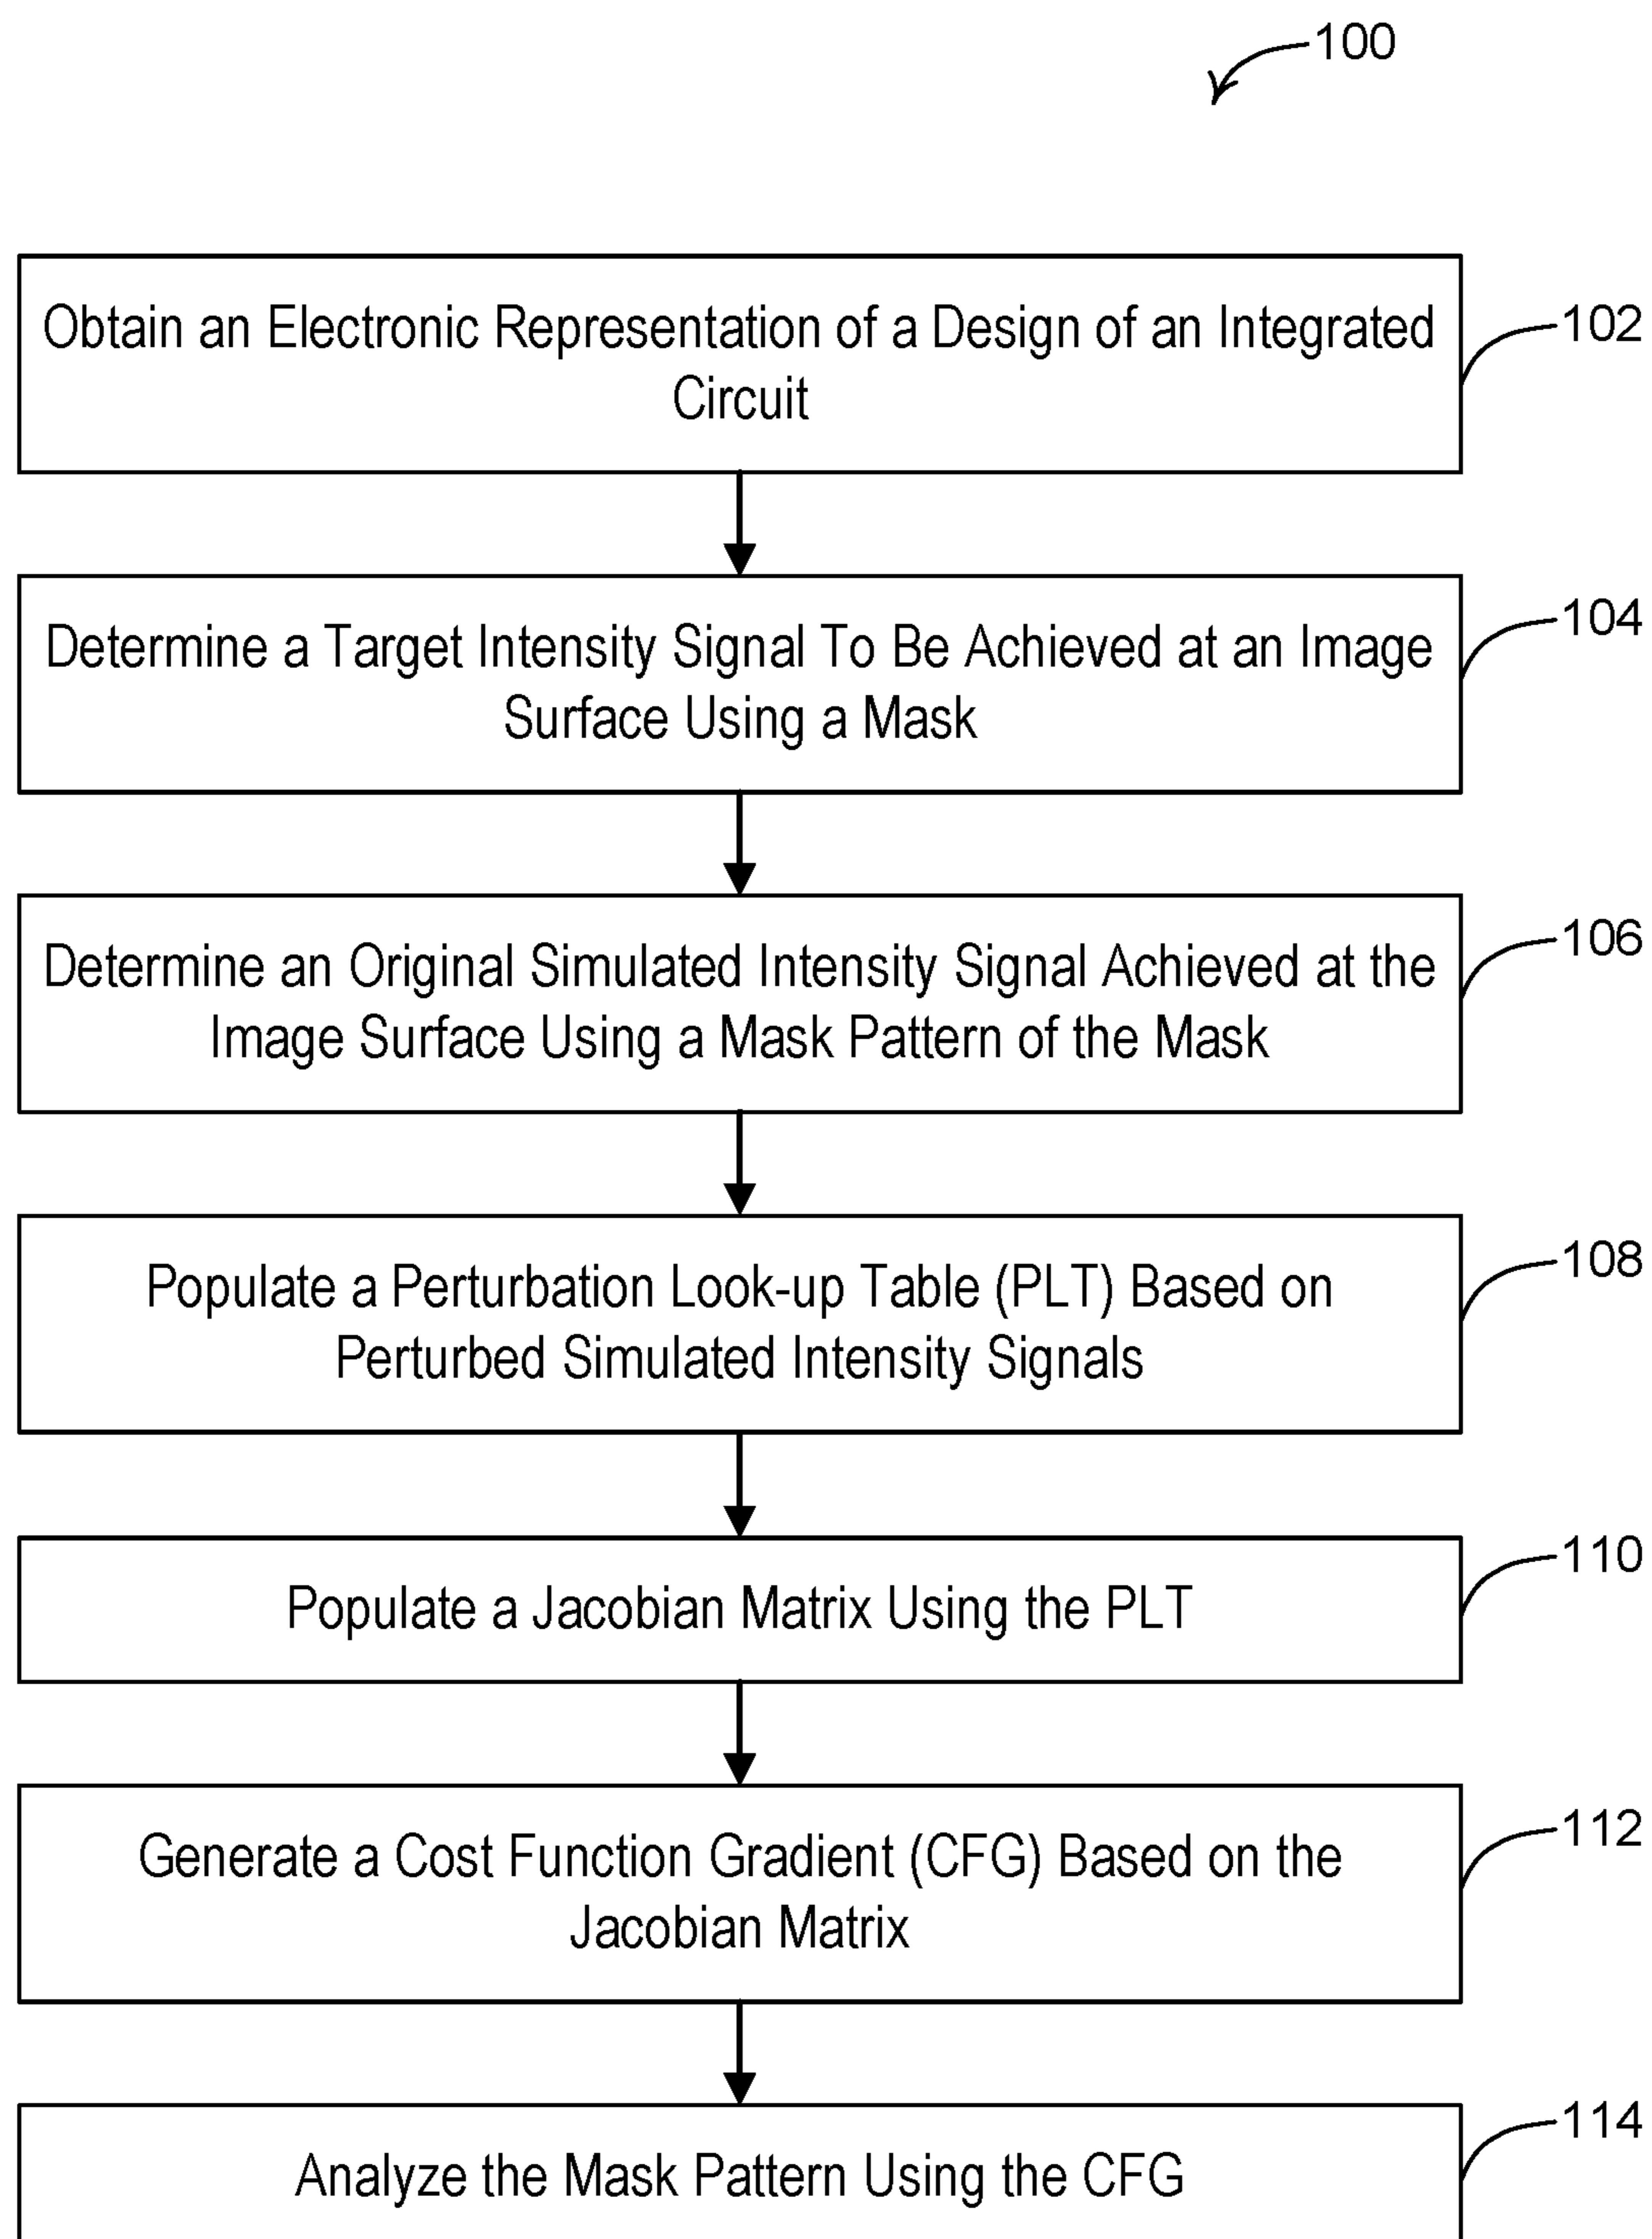 100
Obtain an Electronic Representation of a Design of an Integrated
Circuit
102
Determine a Target Intensity Signal To Be Achieved at an Image
Surface Using a Mask
104
Determine an Original Simulated Intensity Signal Achieved at the
Image Surface Using a Mask Pattern of the Mask
106
Populate a Perturbation Look-up Table (PLT) Based on
Perturbed Simulated Intensity Signals
108
Populate a Jacobian Matrix Using the PLT
110
Generate a Cost Function Gradient (CFG) Based on the
Jacobian Matrix
112
Analyze the Mask Pattern Using the CFG
114